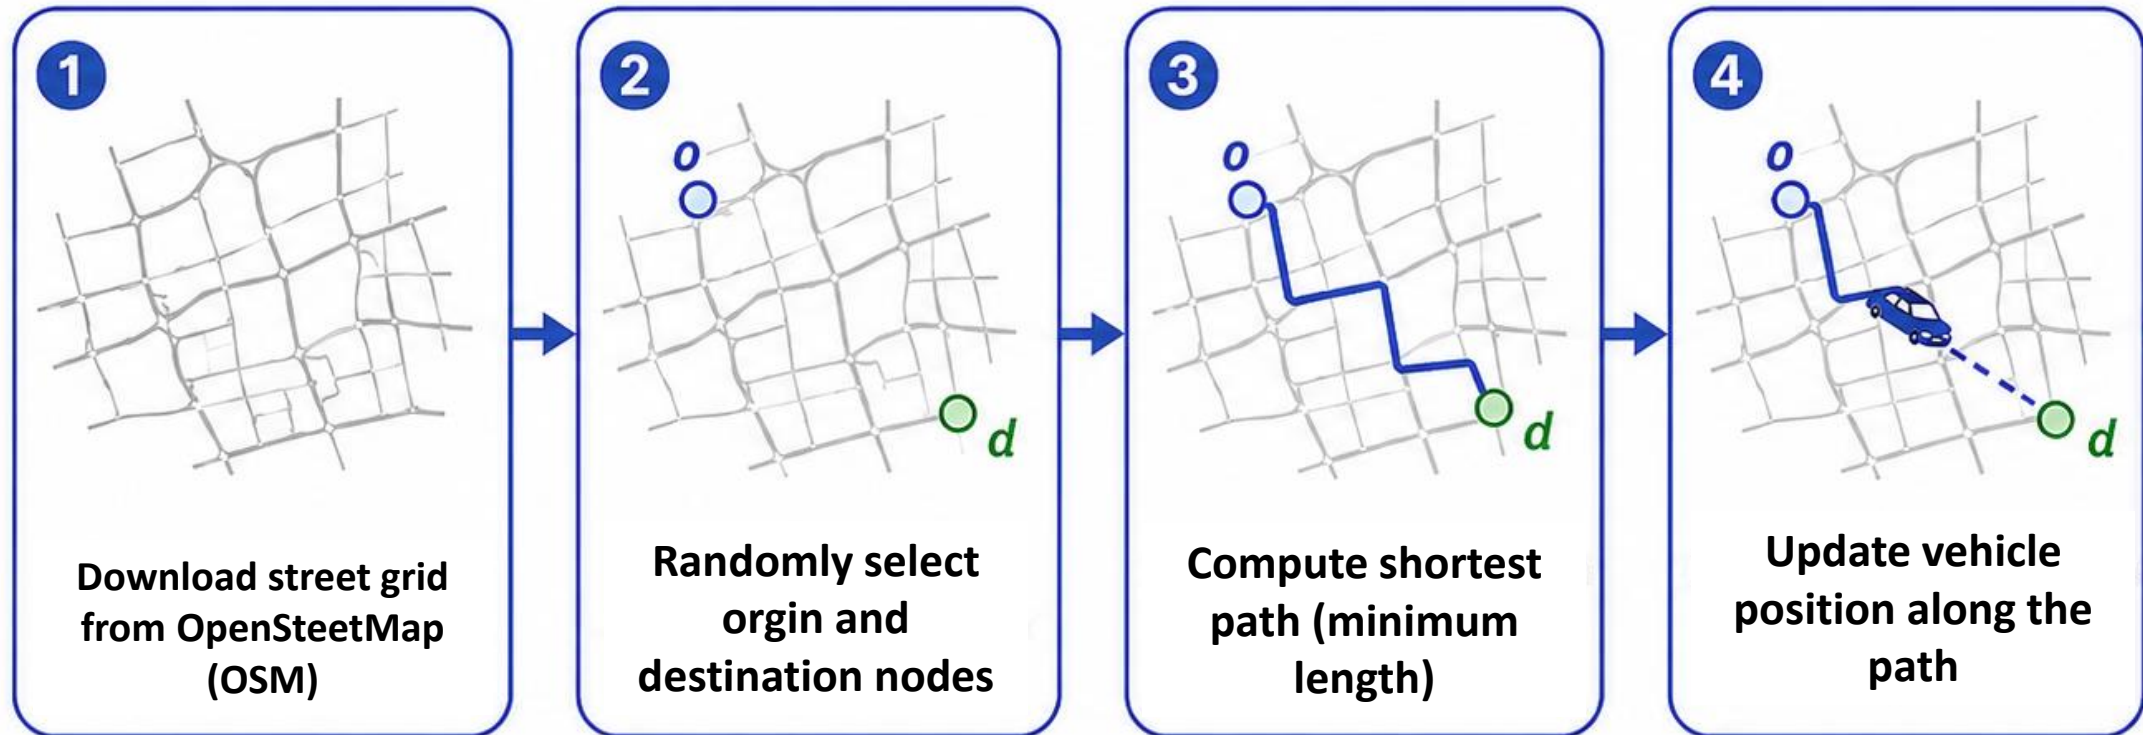 1
Download street grid
from OpenSteetMap
(OSM)
2
o
d
Randomly select
orgin and
destination nodes
3
o
d
Compute shortest
path (minimum
length)
4
o
d
Update vehicle
position along the
path